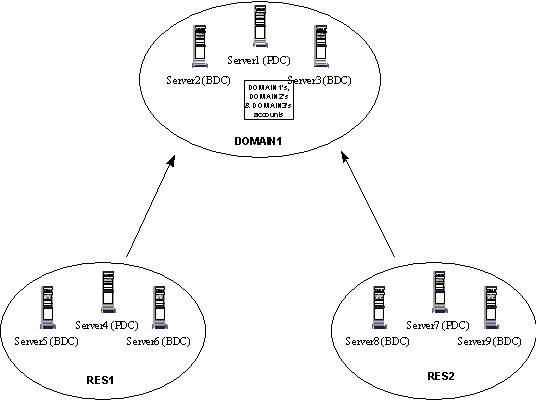 Server1 (PDC)
Server2(BDC)
Server3(BDC)
DOMAIN1's,
DOMAIN2's
& DOMAIN3's
accounts
DOMAIN1
Server4 (PDC)
Server5(BDC)
Server6(BDC)
RES1
Server7 (PDC)
Server8(BDC)
Server9(BDC)
RES2